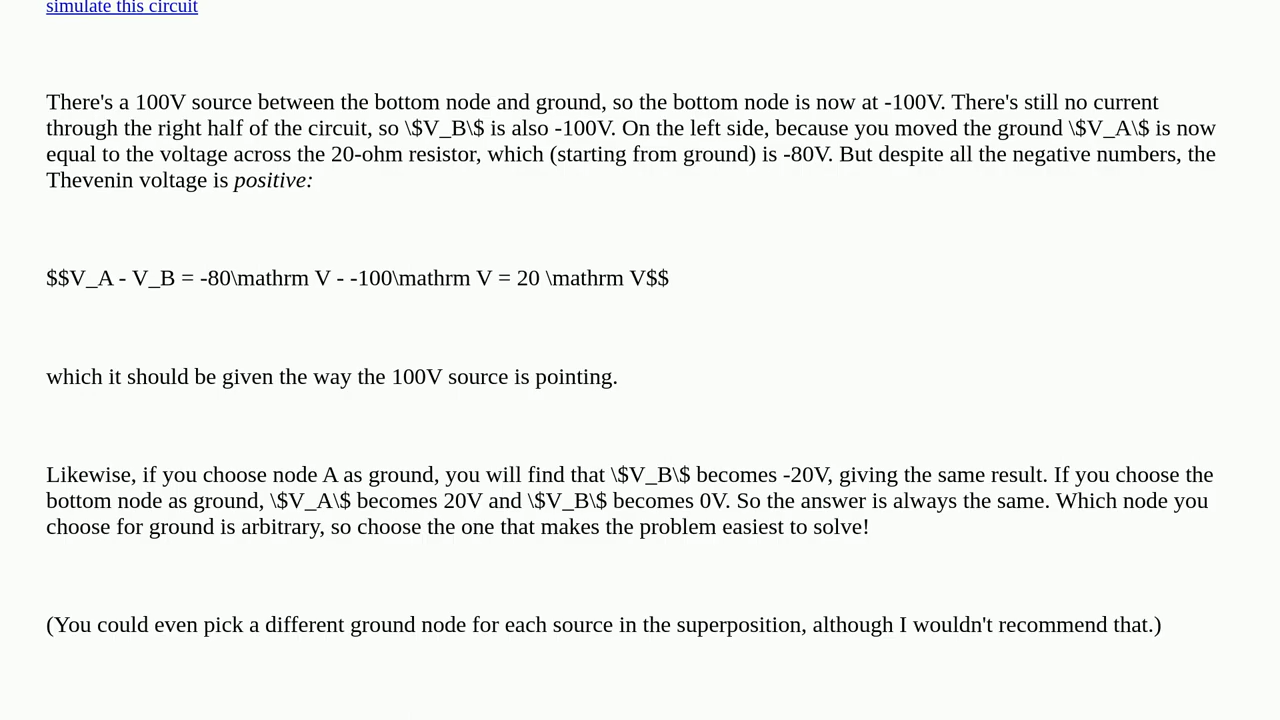 simulate this circuit
There's a 100V source between the bottom node and ground, so the bottom node is now at -100V. There's still no current
through the right half of the circuit, so \$V_B\$ is also -100V. On the left side, because you moved the ground \$V_A\$ is now
equal to the voltage across the 20-ohm resistor, which (starting from ground) is -80V. But despite all the negative numbers, the
Thevenin voltage is positive:
$$V_A - V_B = -80\mathrm V - -100\mathrm V = 20 \mathrm V$$
which it should be given the way the 100V source is pointing.
Likewise, if you choose node A as ground, you will find that \$V_B\$ becomes -20V, giving the same result. If you choose the
bottom node as ground, \$V_A\$ becomes 20V and \$V_B\$ becomes 0V. So the answer is always the same. Which node you
choose for ground is arbitrary, so choose the one that makes the problem easiest to solve!
(You could even pick a different ground node for each source in the superposition, although I wouldn't recommend that.)